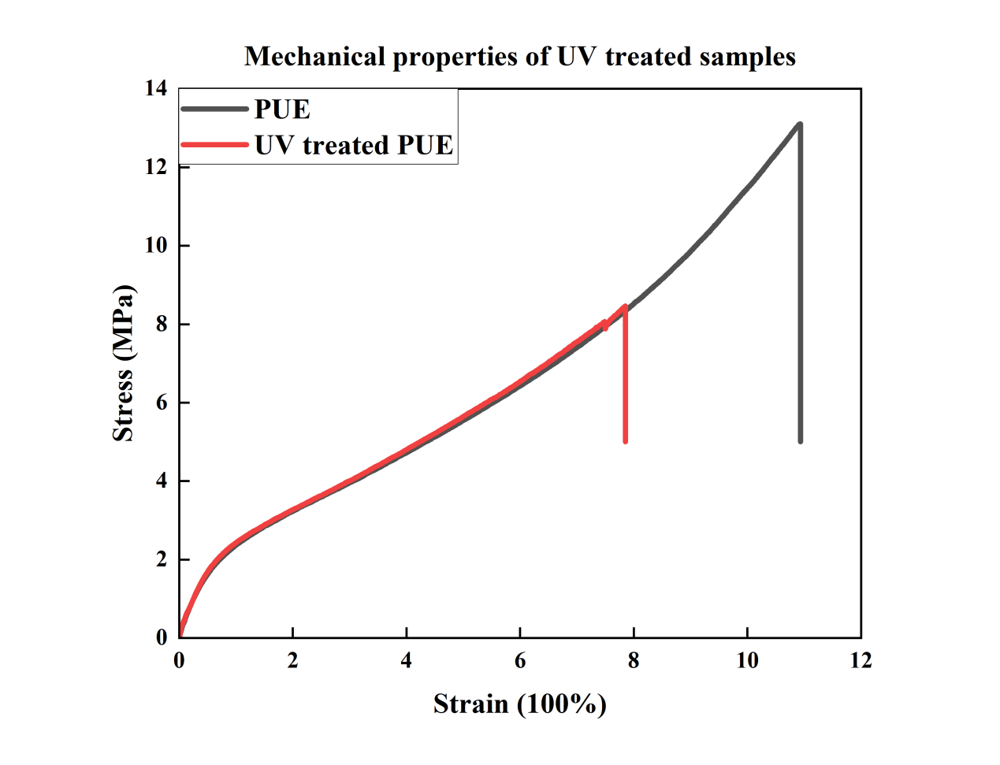 Mechanical properties of UV treated samples
PUE
UV treated PUE
14
12
10
8
6
4
2
0
Stress (MPa)
0 2 4 6 8 10 12
Strain (100%)